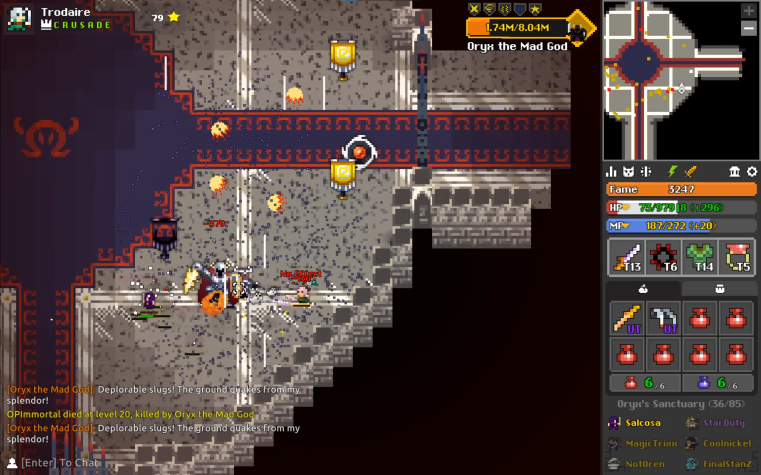 Trodaire
CRUSADE
79
1.74M/8.04M
Oryx the Mad God
-379
Fame 3247
HP 75/979 8 (+296)
MP 187/272 (+20)
T13 T6 T14 T5
UT UT
6/6 6/6
Oryx's Sanctuary (36/85)
Salcosa StarDuty
MagicTrixx Coolnickel
NotOren FinalStanZ
[Oryx the Mad God]: Deplorable slugs! The ground quakes from my
splendor!
OPImmortal died at level 20, killed by Oryx the Mad God
[Oryx the Mad God]: Deplorable slugs! The ground quakes from my
splendor!
[Enter] To Chat